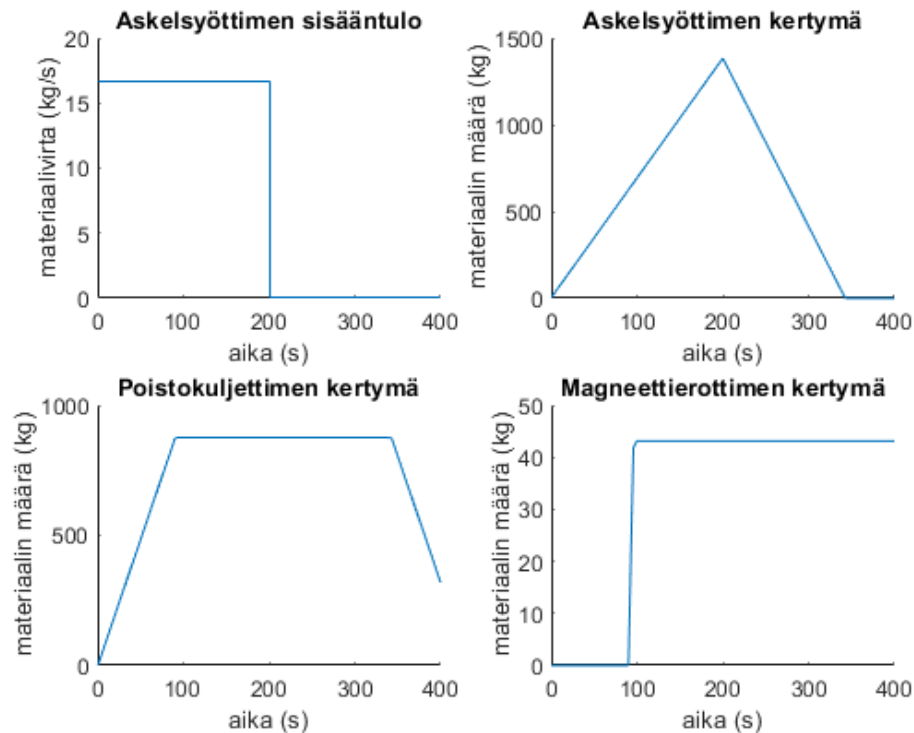 Askelsyöttimen sisääntulo
materiaalivirta (kg/s)
20
15
10
5
0
0 100 200 300 400
aika (s)
Askelsyöttimen kertymä
materiaalin määrä (kg)
1500
1000
500
0
0 100 200 300 400
aika (s)
Poistokuljettimen kertymä
materiaalin määrä (kg)
1000
500
0
0 100 200 300 400
aika (s)
Magneettierottimen kertymä
materiaalin määrä (kg)
50
40
30
20
10
0
0 100 200 300 400
aika (s)